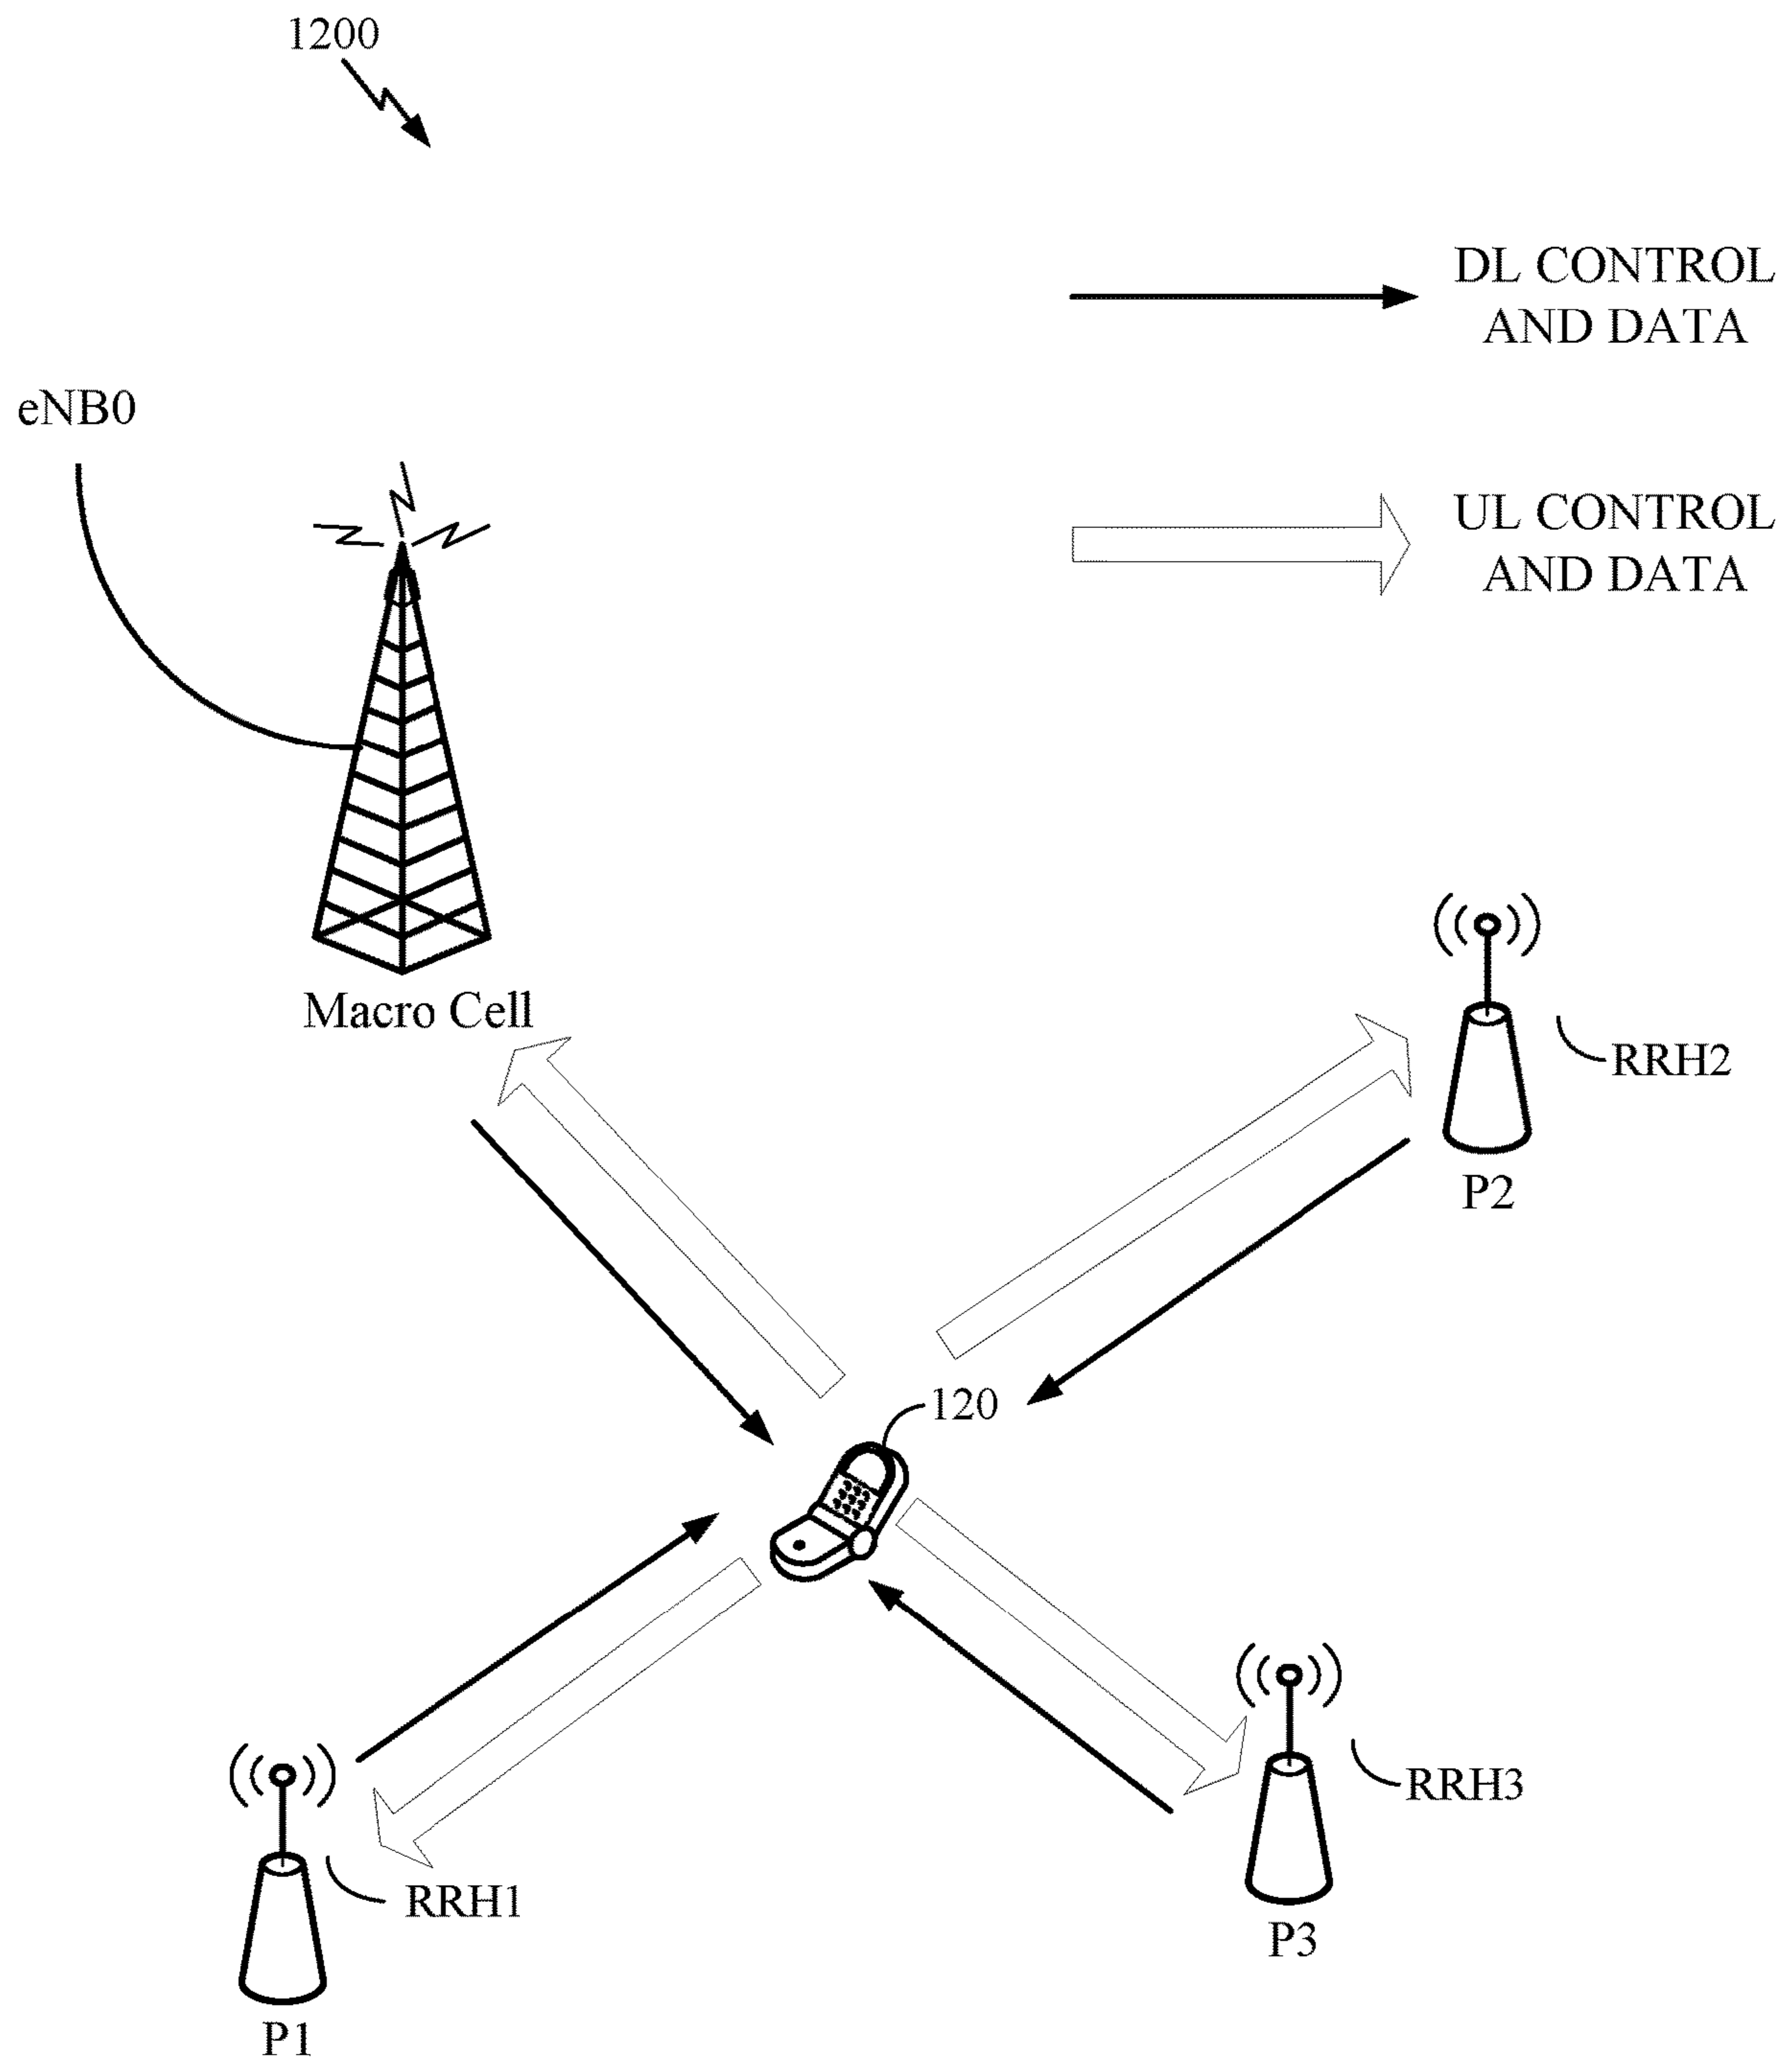 1200
DL CONTROL
AND DATA
eNB0
UL CONTROL
AND DATA
Macro Cell
RRH2
P2
120
RRH3
RRH1
P3
P1